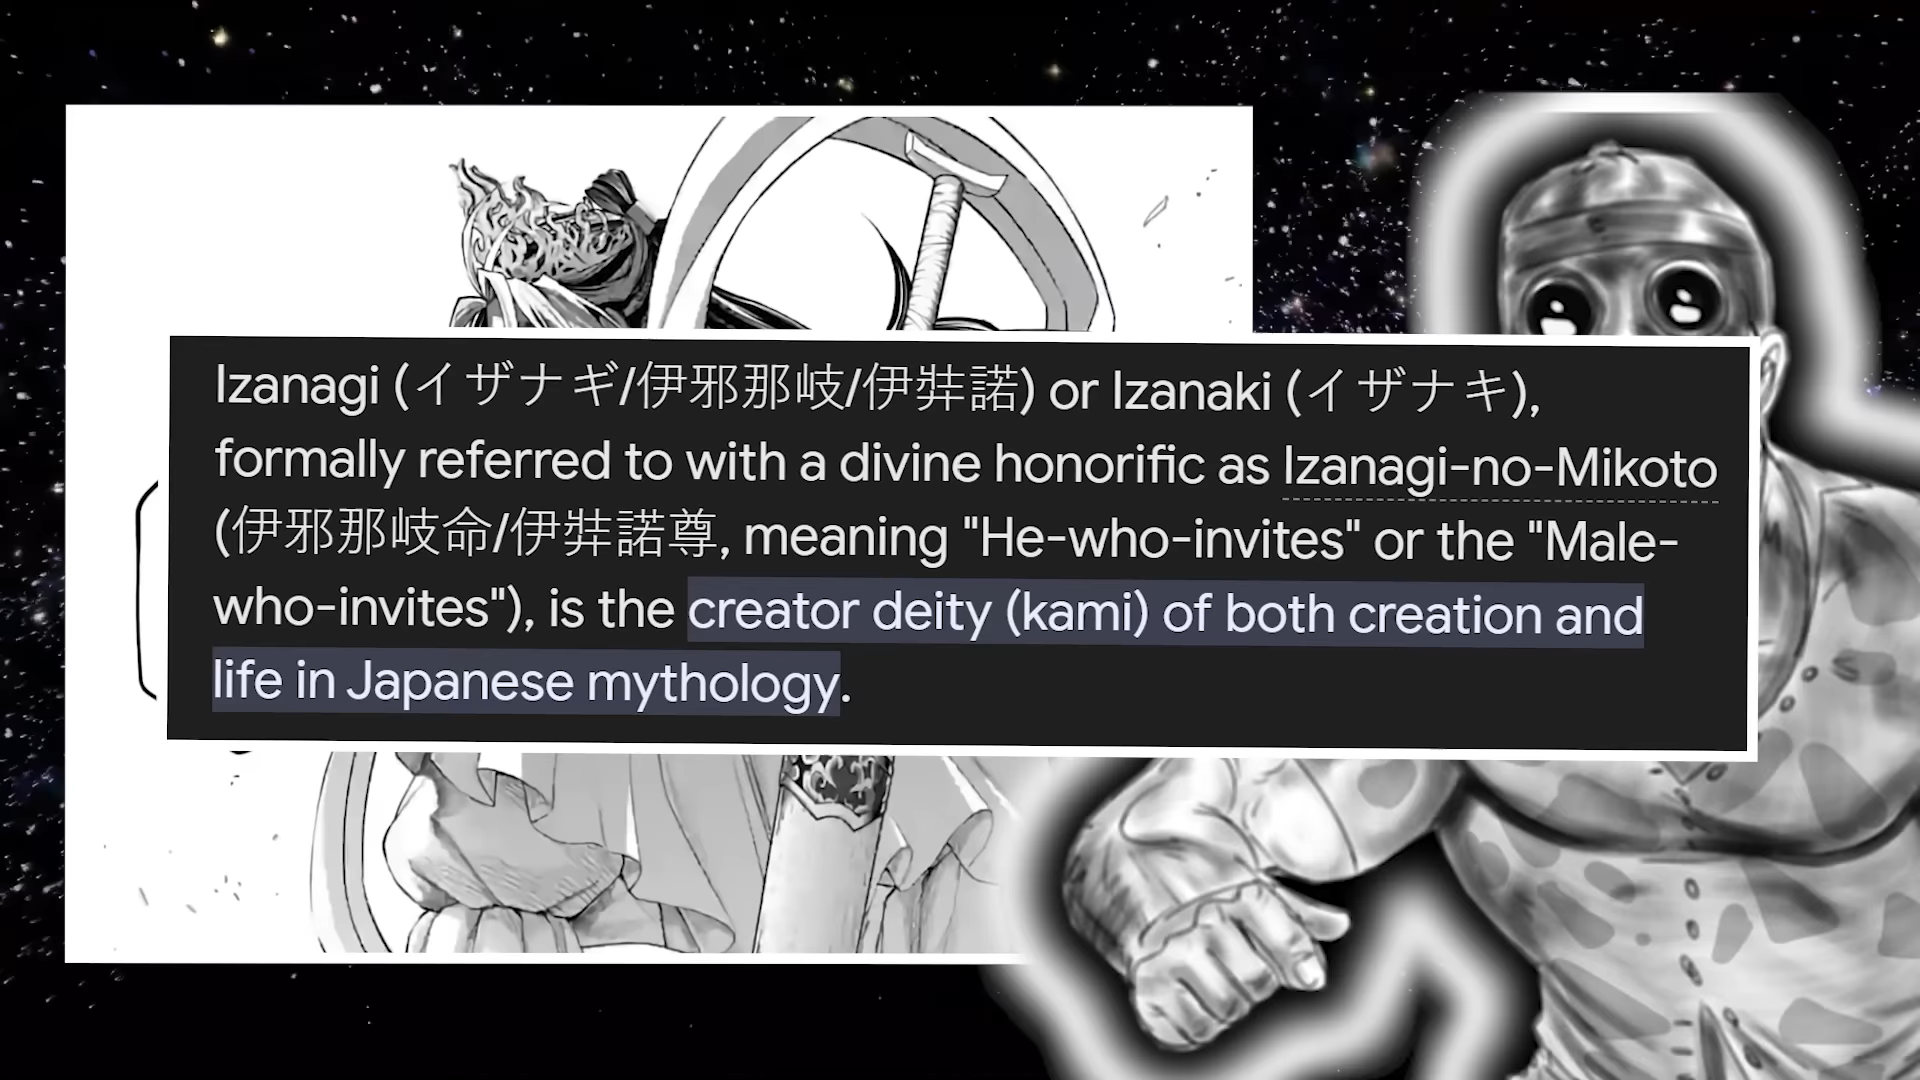 Izanagi (イザナギ/伊邪那岐/伊弉諾) or Izanaki (イザナキ),
formally referred to with a divine honorific as Izanagi-no-Mikoto
(伊邪那岐命/伊弉諾尊, meaning "He-who-invites" or the "Male-
who-invites"), is the creator deity (kami) of both creation and
life in Japanese mythology.